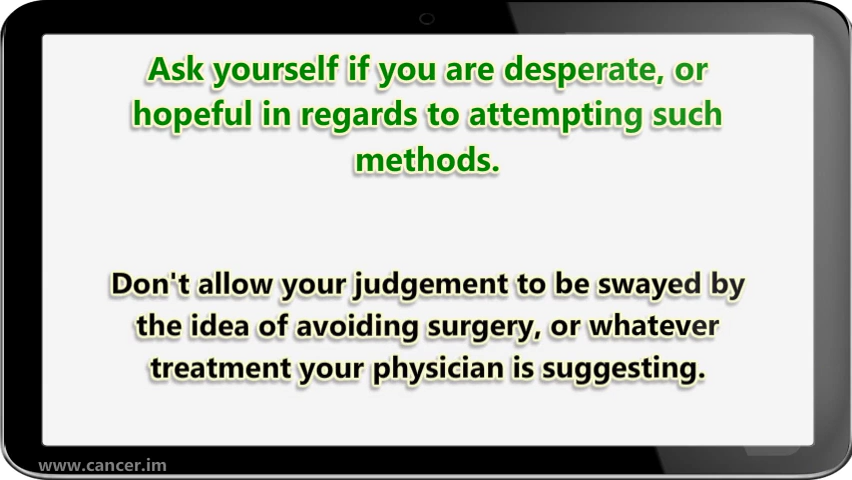 Ask yourself if you are desperate, or
hopeful in regards to attempting such
methods.
Don't allow your judgement to be swayed by
the idea of avoiding surgery, or whatever
treatment your physician is suggesting.
www.cancer.im